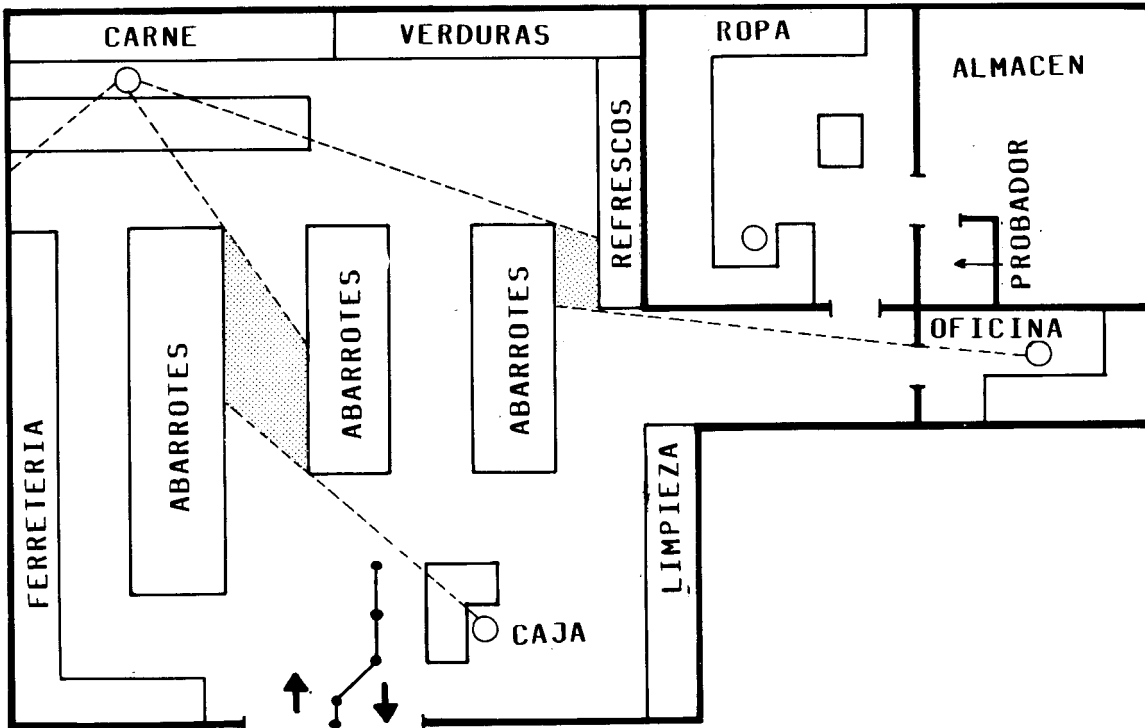 CARNE
VERDURAS
ROPA
ALMACEN
REFRESCOS
PROBADOR
ABARROTES
ABARROTES
ABARROTES
OFICINA
FERRETERIA
LIMPIEZA
CAJA